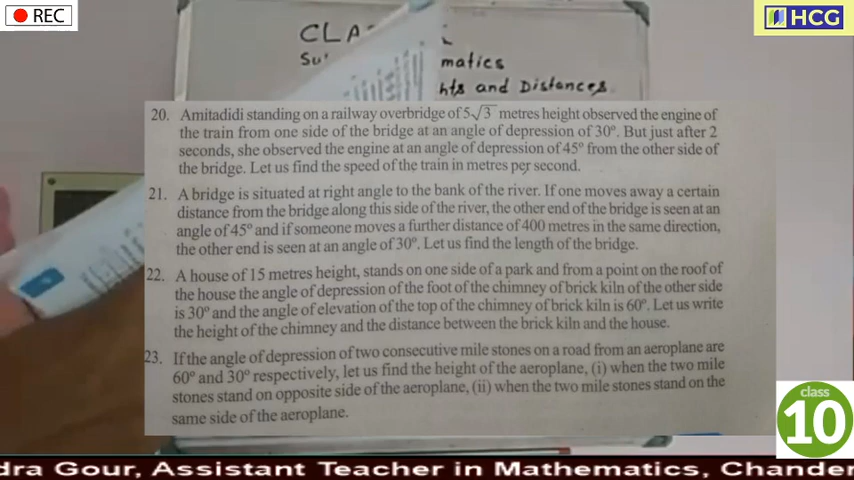 REC
HCG
CLA
Su
matics
hts and Distances
20. Amitadidi standing on a railway overbridge of 5√3 metres height observed the engine of
the train from one side of the bridge at an angle of depression of 30°. But just after 2
seconds, she observed the engine at an angle of depression of 45° from the other side of
the bridge. Let us find the speed of the train in metres per second.
21. A bridge is situated at right angle to the bank of the river. If one moves away a certain
distance from the bridge along this side of the river, the other end of the bridge is seen at an
angle of 45° and if someone moves a further distance of 400 metres in the same direction,
the other end is seen at an angle of 30°. Let us find the length of the bridge.
22. A house of 15 metres height, stands on one side of a park and from a point on the roof of
the house the angle of depression of the foot of the chimney of brick kiln of the other side
is 30° and the angle of elevation of the top of the chimney of brick kiln is 60°. Let us write
the height of the chimney and the distance between the brick kiln and the house.
23. If the angle of depression of two consecutive mile stones on a road from an aeroplane are
60° and 30° respectively, let us find the height of the aeroplane, (i) when the two mile
stones stand on opposite side of the aeroplane, (ii) when the two mile stones stand on the
same side of the aeroplane.
class
10
dra Gour, Assistant Teacher in Mathematics, Chander